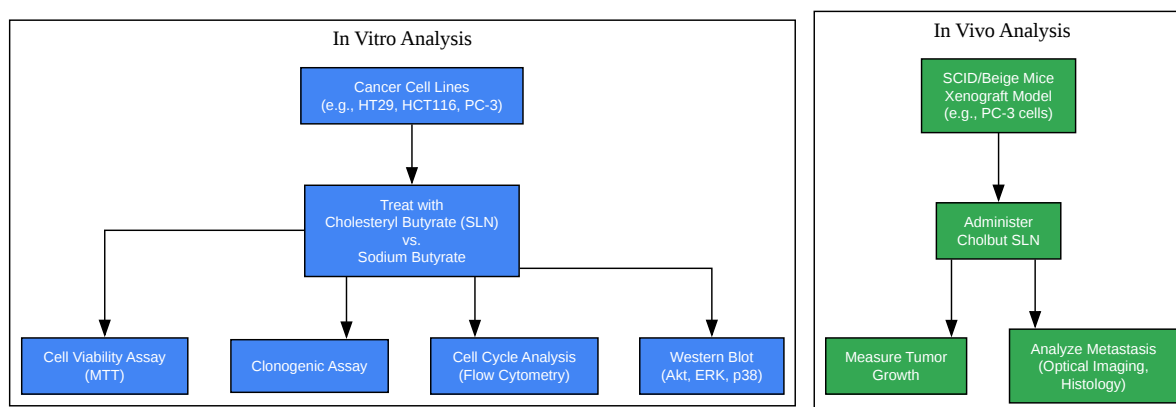 In Vitro Analysis
Cancer Cell Lines
(e.g., HT29, HCT116, PC-3)
Treat with
Cholesteryl Butyrate (SLN)
vs.
Sodium Butyrate
Cell Viability Assay
(MTT)
Clonogenic Assay
Cell Cycle Analysis
(Flow Cytometry)
Western Blot
(Akt, ERK, p38)
In Vivo Analysis
SCID/Beige Mice
Xenograft Model
(e.g., PC-3 cells)
Administer
Cholbut SLN
Measure Tumor
Growth
Analyze Metastasis
(Optical Imaging,
Histology)